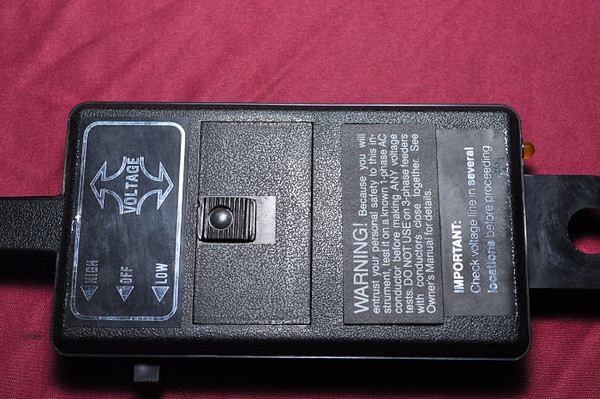 VOLTAGE
HIGH
OFF
LOW
WARNING! Because you will
entrust your personal safety to this in-
strument, test it on a known 1-phase AC
conductor before making ANY voltage
tests. DO NOT USE on 3-phase feeders
with conductors close together. See
Owner's Manual for details.
IMPORTANT:
Check voltage line in several
locations before proceeding